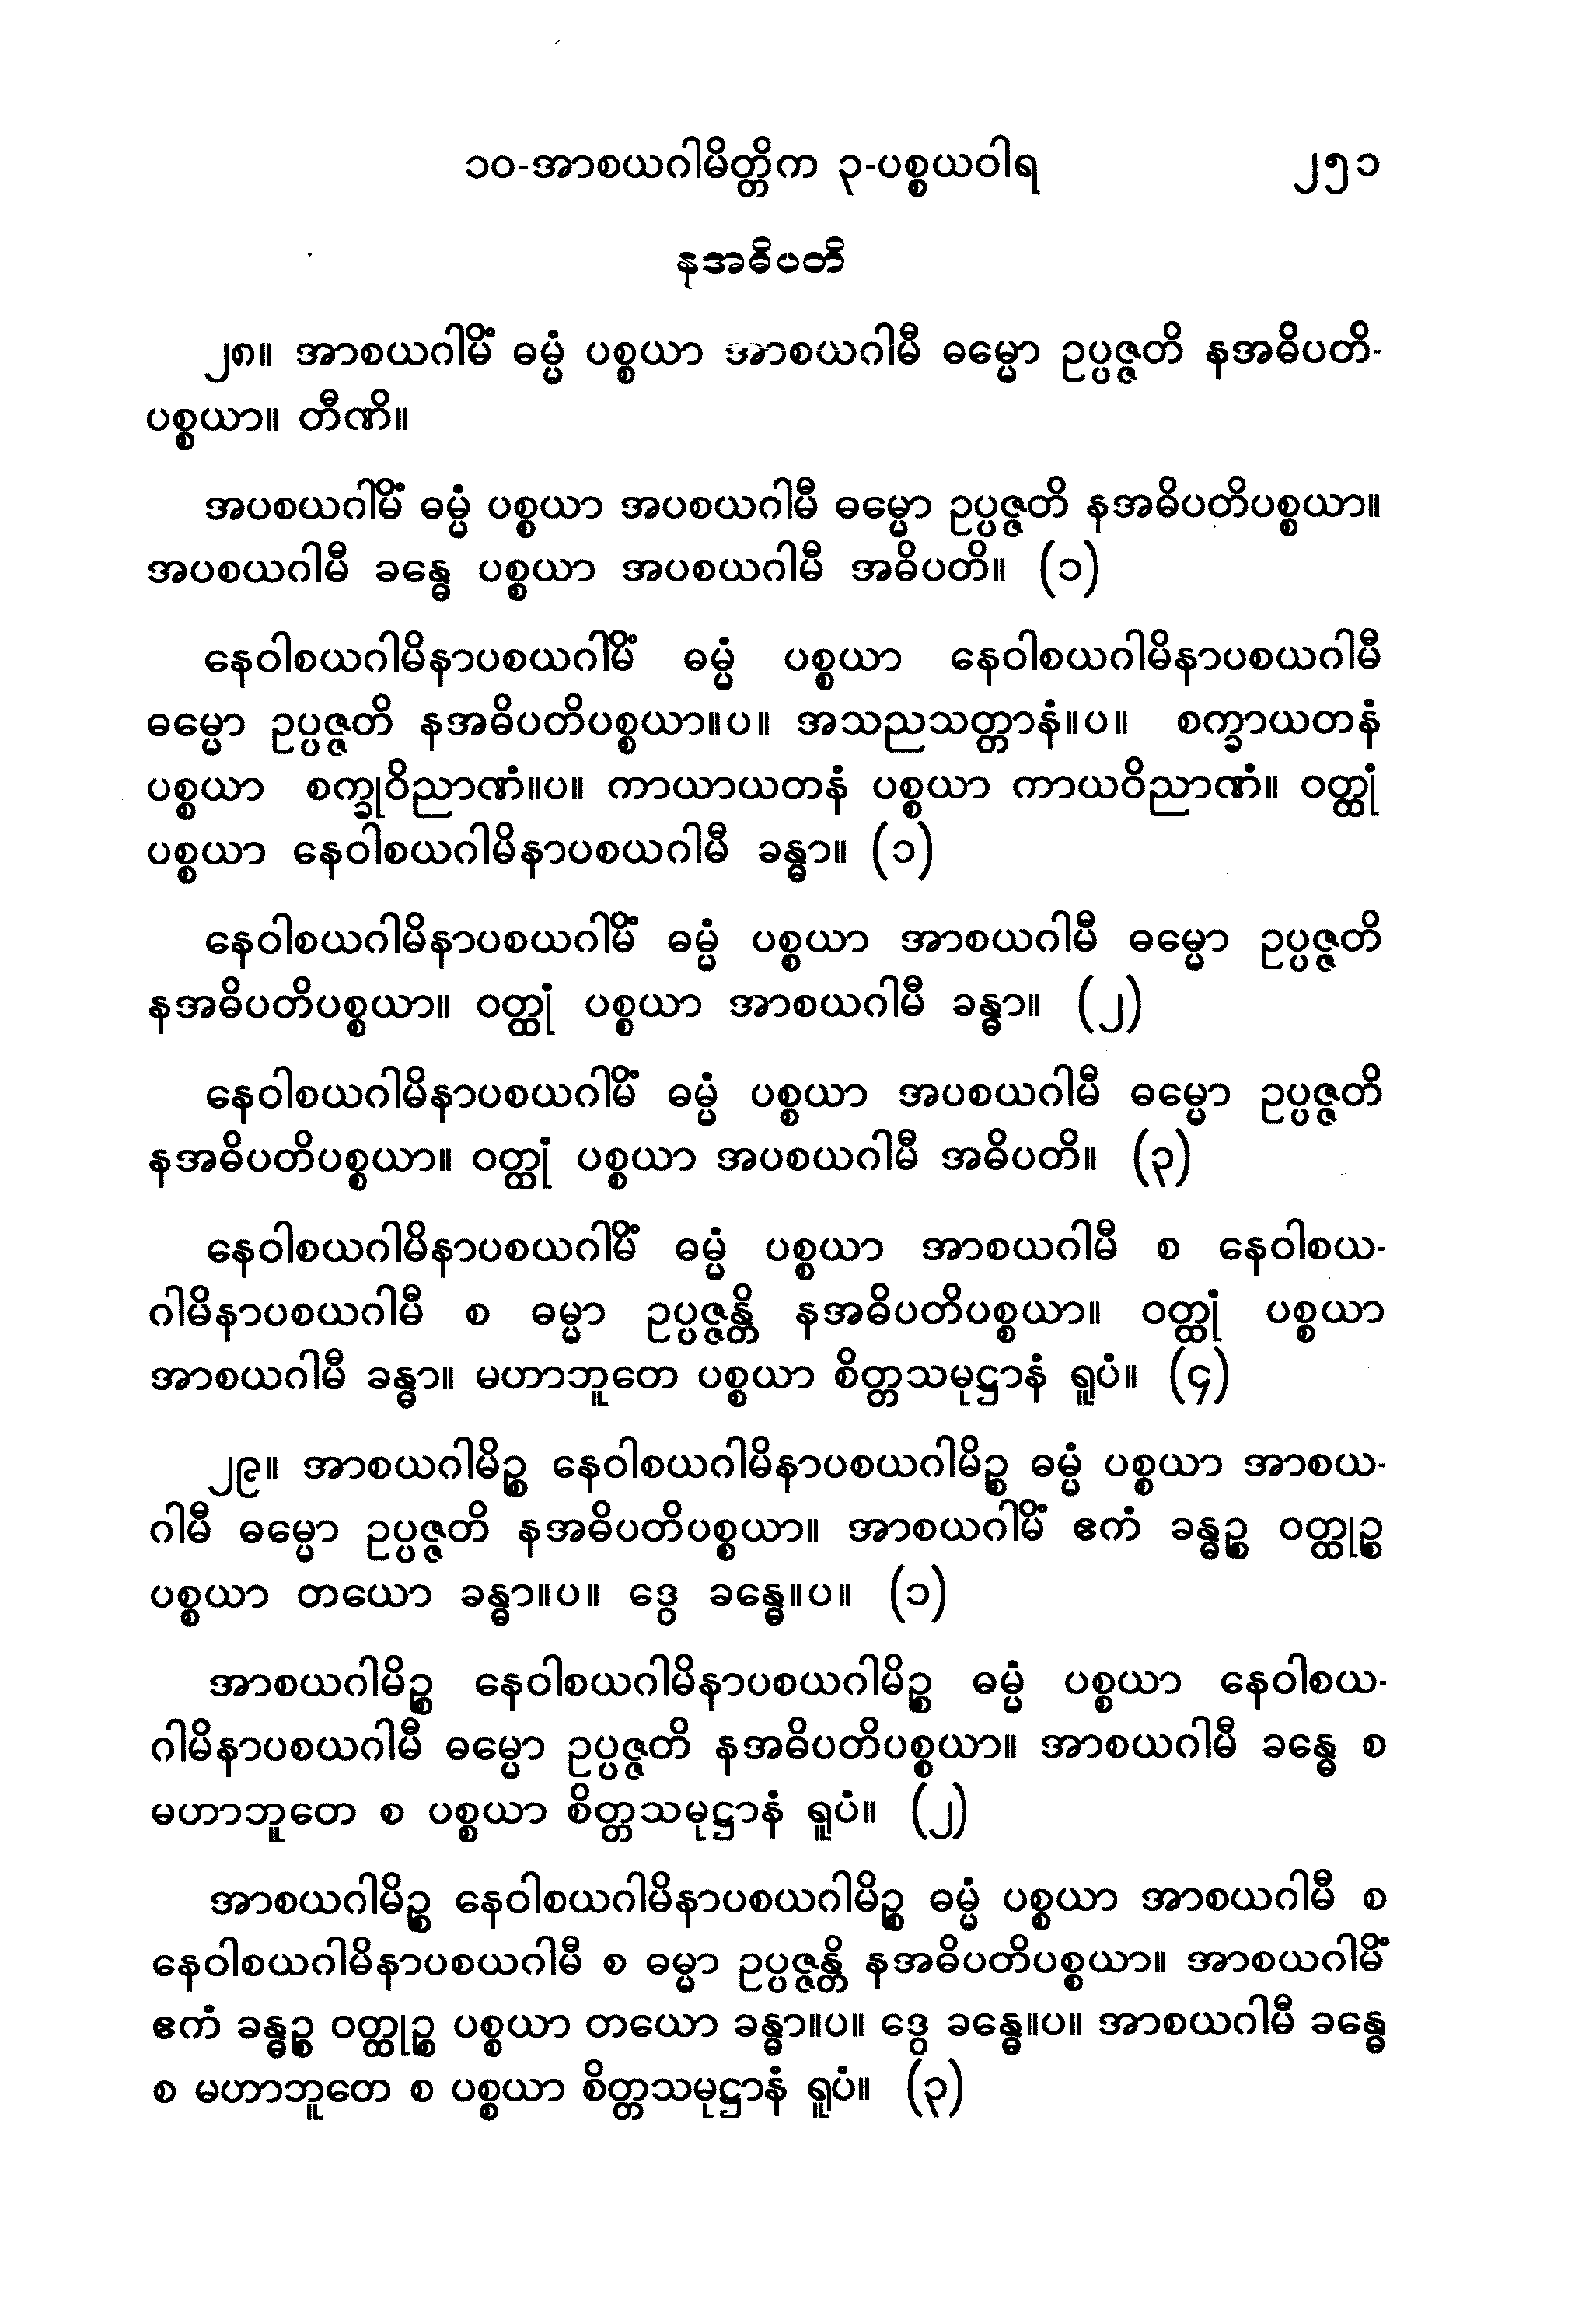 ၁၀-အာစယဂါမိတ္တိက ၃-ပစ္စယဝါရ ၂၅၁
နအဓိပတိ
၂၈။ အာစယဂါမိံ ဓမ္မံ ပစ္စယာ အာစယဂါမီ ဓမ္မော ဥပ္ပဇ္ဇတိ နအဓိပတိ-
ပစ္စယာ။ တီဏိ။
အပစယဂါမိံ ဓမ္မံ ပစ္စယာ အပစယဂါမီ ဓမ္မော ဥပ္ပဇ္ဇတိ နအဓိပတိပစ္စယာ။
အပစယဂါမီ ခန္ဓေ ပစ္စယာ အပစယဂါမီ အဓိပတိ။ (၁)
နေဝါစယဂါမိနာပစယဂါမိံ ဓမ္မံ ပစ္စယာ နေဝါစယဂါမိနာပစယဂါမီ
ဓမ္မော ဥပ္ပဇ္ဇတိ နအဓိပတိပစ္စယာ။ပ။ အသညသတ္တာနံ။ပ။ စက္ခာယတနံ
ပစ္စယာ စက္ခုဝိညာဏံ။ပ။ ကာယာယတနံ ပစ္စယာ ကာယဝိညာဏံ။ ဝတ္ထုံ
ပစ္စယာ နေဝါစယဂါမိနာပစယဂါမီ ခန္ဓာ။ (၁)
နေဝါစယဂါမိနာပစယဂါမိံ ဓမ္မံ ပစ္စယာ အာစယဂါမီ ဓမ္မော ဥပ္ပဇ္ဇတိ
နအဓိပတိပစ္စယာ။ ဝတ္ထုံ ပစ္စယာ အာစယဂါမီ ခန္ဓာ။ (၂)
နေဝါစယဂါမိနာပစယဂါမိံ ဓမ္မံ ပစ္စယာ အပစယဂါမီ ဓမ္မော ဥပ္ပဇ္ဇတိ
နအဓိပတိပစ္စယာ။ ဝတ္ထုံ ပစ္စယာ အပစယဂါမီ အဓိပတိ။ (၃)
နေဝါစယဂါမိနာပစယဂါမိံ ဓမ္မံ ပစ္စယာ အာစယဂါမီ စ နေဝါစယ-
ဂါမိနာပစယဂါမီ စ ဓမ္မာ ဥပ္ပဇ္ဇန္တိ နအဓိပတိပစ္စယာ။ ဝတ္ထုံ ပစ္စယာ
အာစယဂါမီ ခန္ဓာ။ မဟာဘူတေ ပစ္စယာ စိတ္တသမုဋ္ဌာနံ ရူပံ။ (၄)
၂၉။ အာစယဂါမိဉ္စ နေဝါစယဂါမိနာပစယဂါမိဉ္စ ဓမ္မံ ပစ္စယာ အာစယ-
ဂါမီ ဓမ္မော ဥပ္ပဇ္ဇတိ နအဓိပတိပစ္စယာ။ အာစယဂါမိံ ဧကံ ခန္ဓဉ္စ ဝတ္ထုဉ္စ
ပစ္စယာ တယော ခန္ဓာ။ပ။ ဒွေ ခန္ဓေ။ပ။ (၁)
အာစယဂါမိဉ္စ နေဝါစယဂါမိနာပစယဂါမိဉ္စ ဓမ္မံ ပစ္စယာ နေဝါစယ-
ဂါမိနာပစယဂါမီ ဓမ္မော ဥပ္ပဇ္ဇတိ နအဓိပတိပစ္စယာ။ အာစယဂါမီ ခန္ဓေ စ
မဟာဘူတေ စ ပစ္စယာ စိတ္တသမုဋ္ဌာနံ ရူပံ။ (၂)
အာစယဂါမိဉ္စ နေဝါစယဂါမိနာပစယဂါမိဉ္စ ဓမ္မံ ပစ္စယာ အာစယဂါမီ စ
နေဝါစယဂါမိနာပစယဂါမီ စ ဓမ္မာ ဥပ္ပဇ္ဇန္တိ နအဓိပတိပစ္စယာ။ အာစယဂါမိံ
ဧကံ ခန္ဓဉ္စ ဝတ္ထုဉ္စ ပစ္စယာ တယော ခန္ဓာ။ပ။ ဒွေ ခန္ဓေ။ပ။ အာစယဂါမီ ခန္ဓေ
စ မဟာဘူတေ စ ပစ္စယာ စိတ္တသမုဋ္ဌာနံ ရူပံ။ (၃)